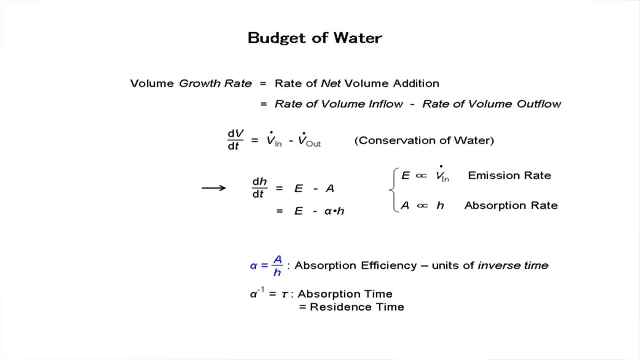 Budget of Water
Volume Growth Rate = Rate of Net Volume Addition
= Rate of Volume Inflow - Rate of Volume Outflow
dV/dt = V̇In - V̇Out (Conservation of Water)
→ dh/dt = E - A
= E - α•h
E ∝ V̇In Emission Rate
A ∝ h Absorption Rate
α = A/h : Absorption Efficiency – units of inverse time
α⁻¹ = τ : Absorption Time
= Residence Time